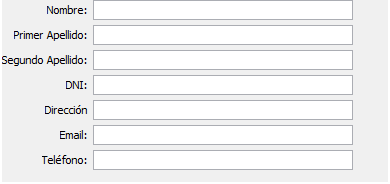 Nombre:
Primer Apellido:
Segundo Apellido:
DNI:
Dirección
Email:
Teléfono: